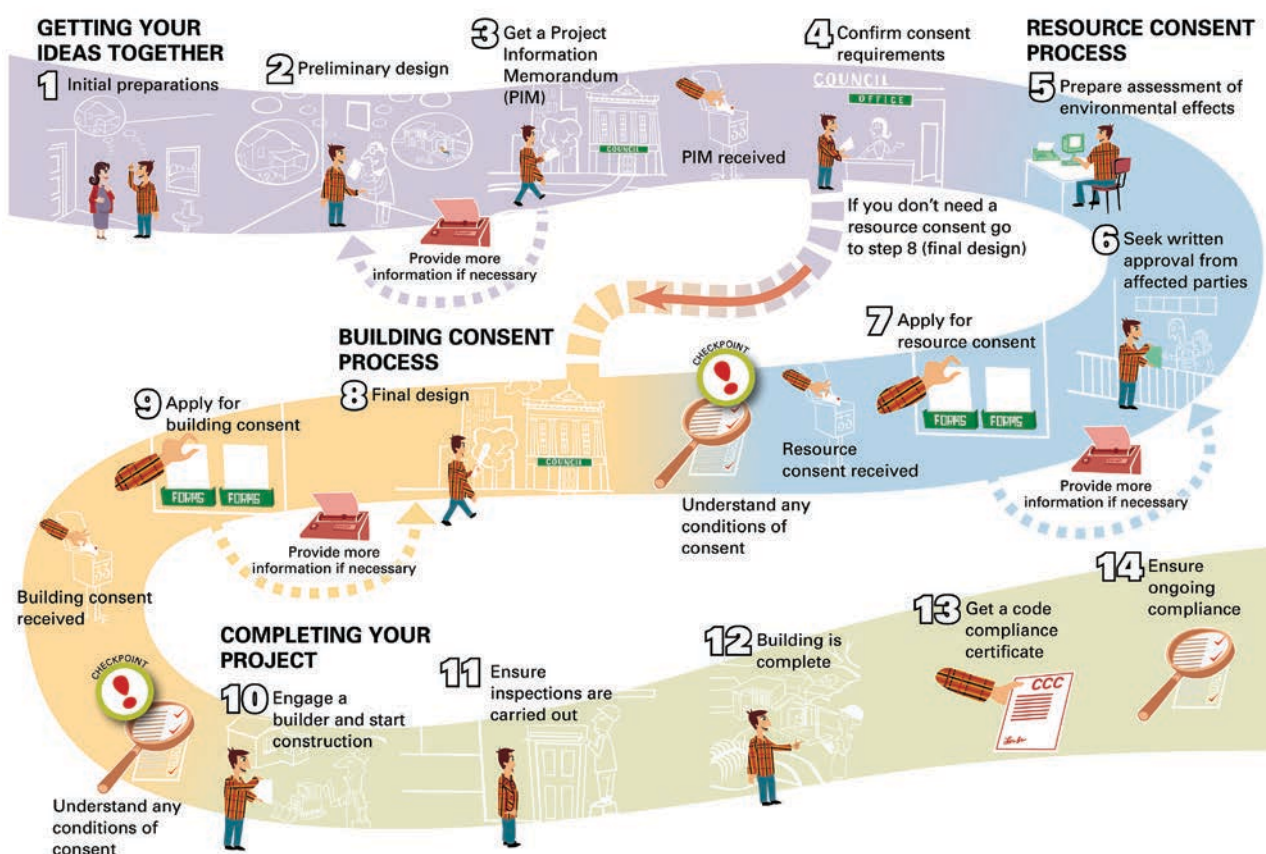 GETTING YOUR
IDEAS TOGETHER
1 Initial preparations
2 Preliminary design
3 Get a Project
Information
Memorandum
(PIM)
COUNCIL
PIM received
Provide more
information if necessary
4 Confirm consent
requirements
COUNCIL
OFFICE
If you don't need a
resource consent go
to step 8 (final design)
RESOURCE CONSENT
PROCESS
5 Prepare assessment of
environmental effects
6 Seek written
approval from
affected parties
Provide more
information if necessary
7 Apply for
resource consent
FORMS FORMS
Resource
consent received
CHECKPOINT
Understand any
conditions of
consent
BUILDING CONSENT
PROCESS
8 Final design
COUNCIL
Provide more
information if necessary
9 Apply for
building consent
FORMS FORMS
Building consent
received
CHECKPOINT
Understand any
conditions of
consent
COMPLETING YOUR
PROJECT
10 Engage a
builder and start
construction
11 Ensure
inspections are
carried out
12 Building is
complete
13 Get a code
compliance
certificate
CCC
14 Ensure
ongoing
compliance